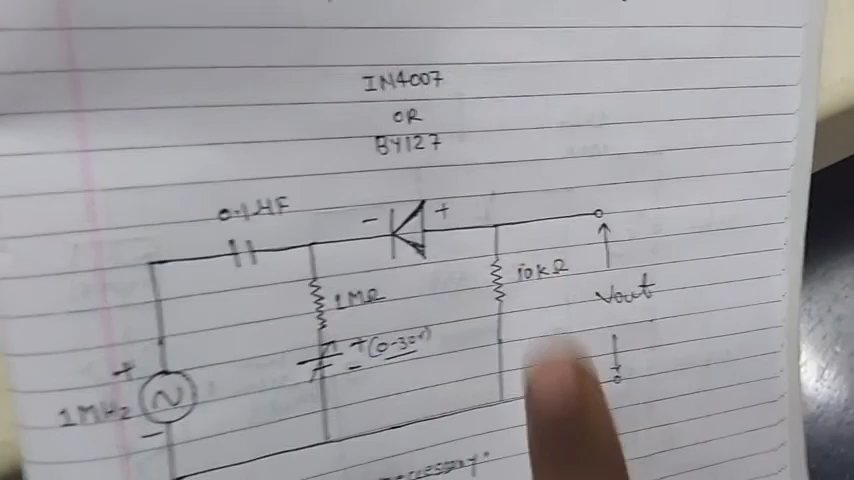 IN4007
OR
BY127
0.1µF
- +
1MΩ
10kΩ
Vout
+ (0-30V)
-
+
1MHz
-